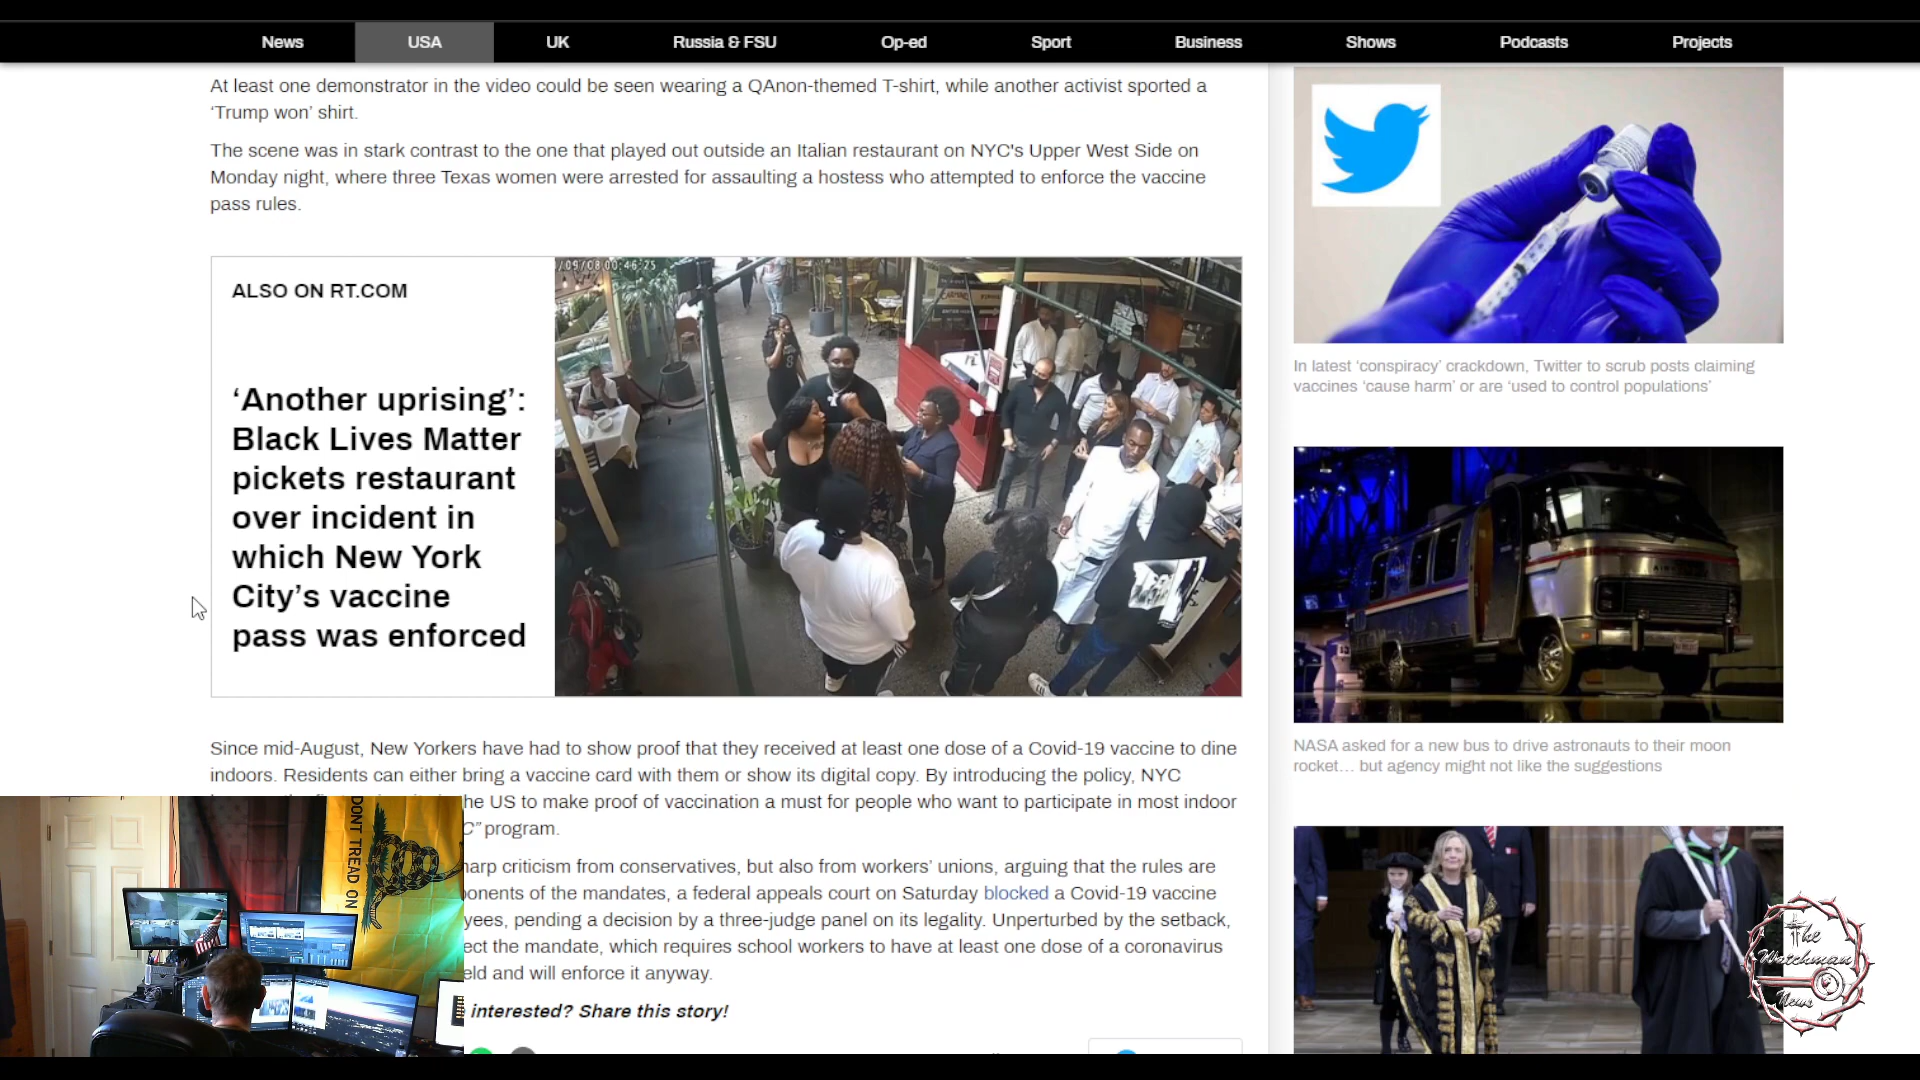 News USA UK Russia & FSU Op-ed Sport Business Shows Podcasts Projects
At least one demonstrator in the video could be seen wearing a QAnon-themed T-shirt, while another activist sported a
‘Trump won’ shirt.
The scene was in stark contrast to the one that played out outside an Italian restaurant on NYC's Upper West Side on
Monday night, where three Texas women were arrested for assaulting a hostess who attempted to enforce the vaccine
pass rules.
ALSO ON RT.COM
‘Another uprising’:
Black Lives Matter
pickets restaurant
over incident in
which New York
City’s vaccine
pass was enforced
/09/08 00:46:25
Since mid-August, New Yorkers have had to show proof that they received at least one dose of a Covid-19 vaccine to dine
indoors. Residents can either bring a vaccine card with them or show its digital copy. By introducing the policy, NYC
he US to make proof of vaccination a must for people who want to participate in most indoor
C” program.
harp criticism from conservatives, but also from workers’ unions, arguing that the rules are
onents of the mandates, a federal appeals court on Saturday blocked a Covid-19 vaccine
yees, pending a decision by a three-judge panel on its legality. Unperturbed by the setback,
ect the mandate, which requires school workers to have at least one dose of a coronavirus
eld and will enforce it anyway.
interested? Share this story!
In latest ‘conspiracy’ crackdown, Twitter to scrub posts claiming
vaccines ‘cause harm’ or are ‘used to control populations’
NASA asked for a new bus to drive astronauts to their moon
rocket… but agency might not like the suggestions
DONT TREAD ON
The
Watchman
News